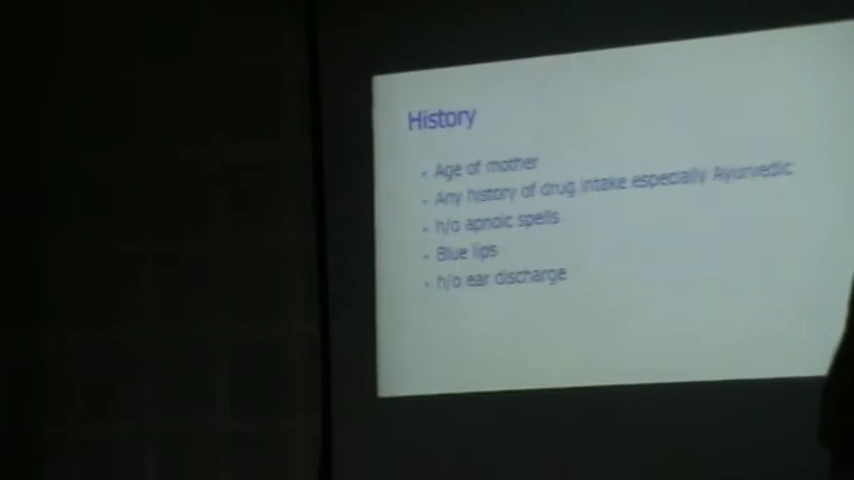 History
• Age of mother
• Any history of drug intake especially Ayurvedic
• h/o apnoic spells
• Blue lips
• h/o ear discharge